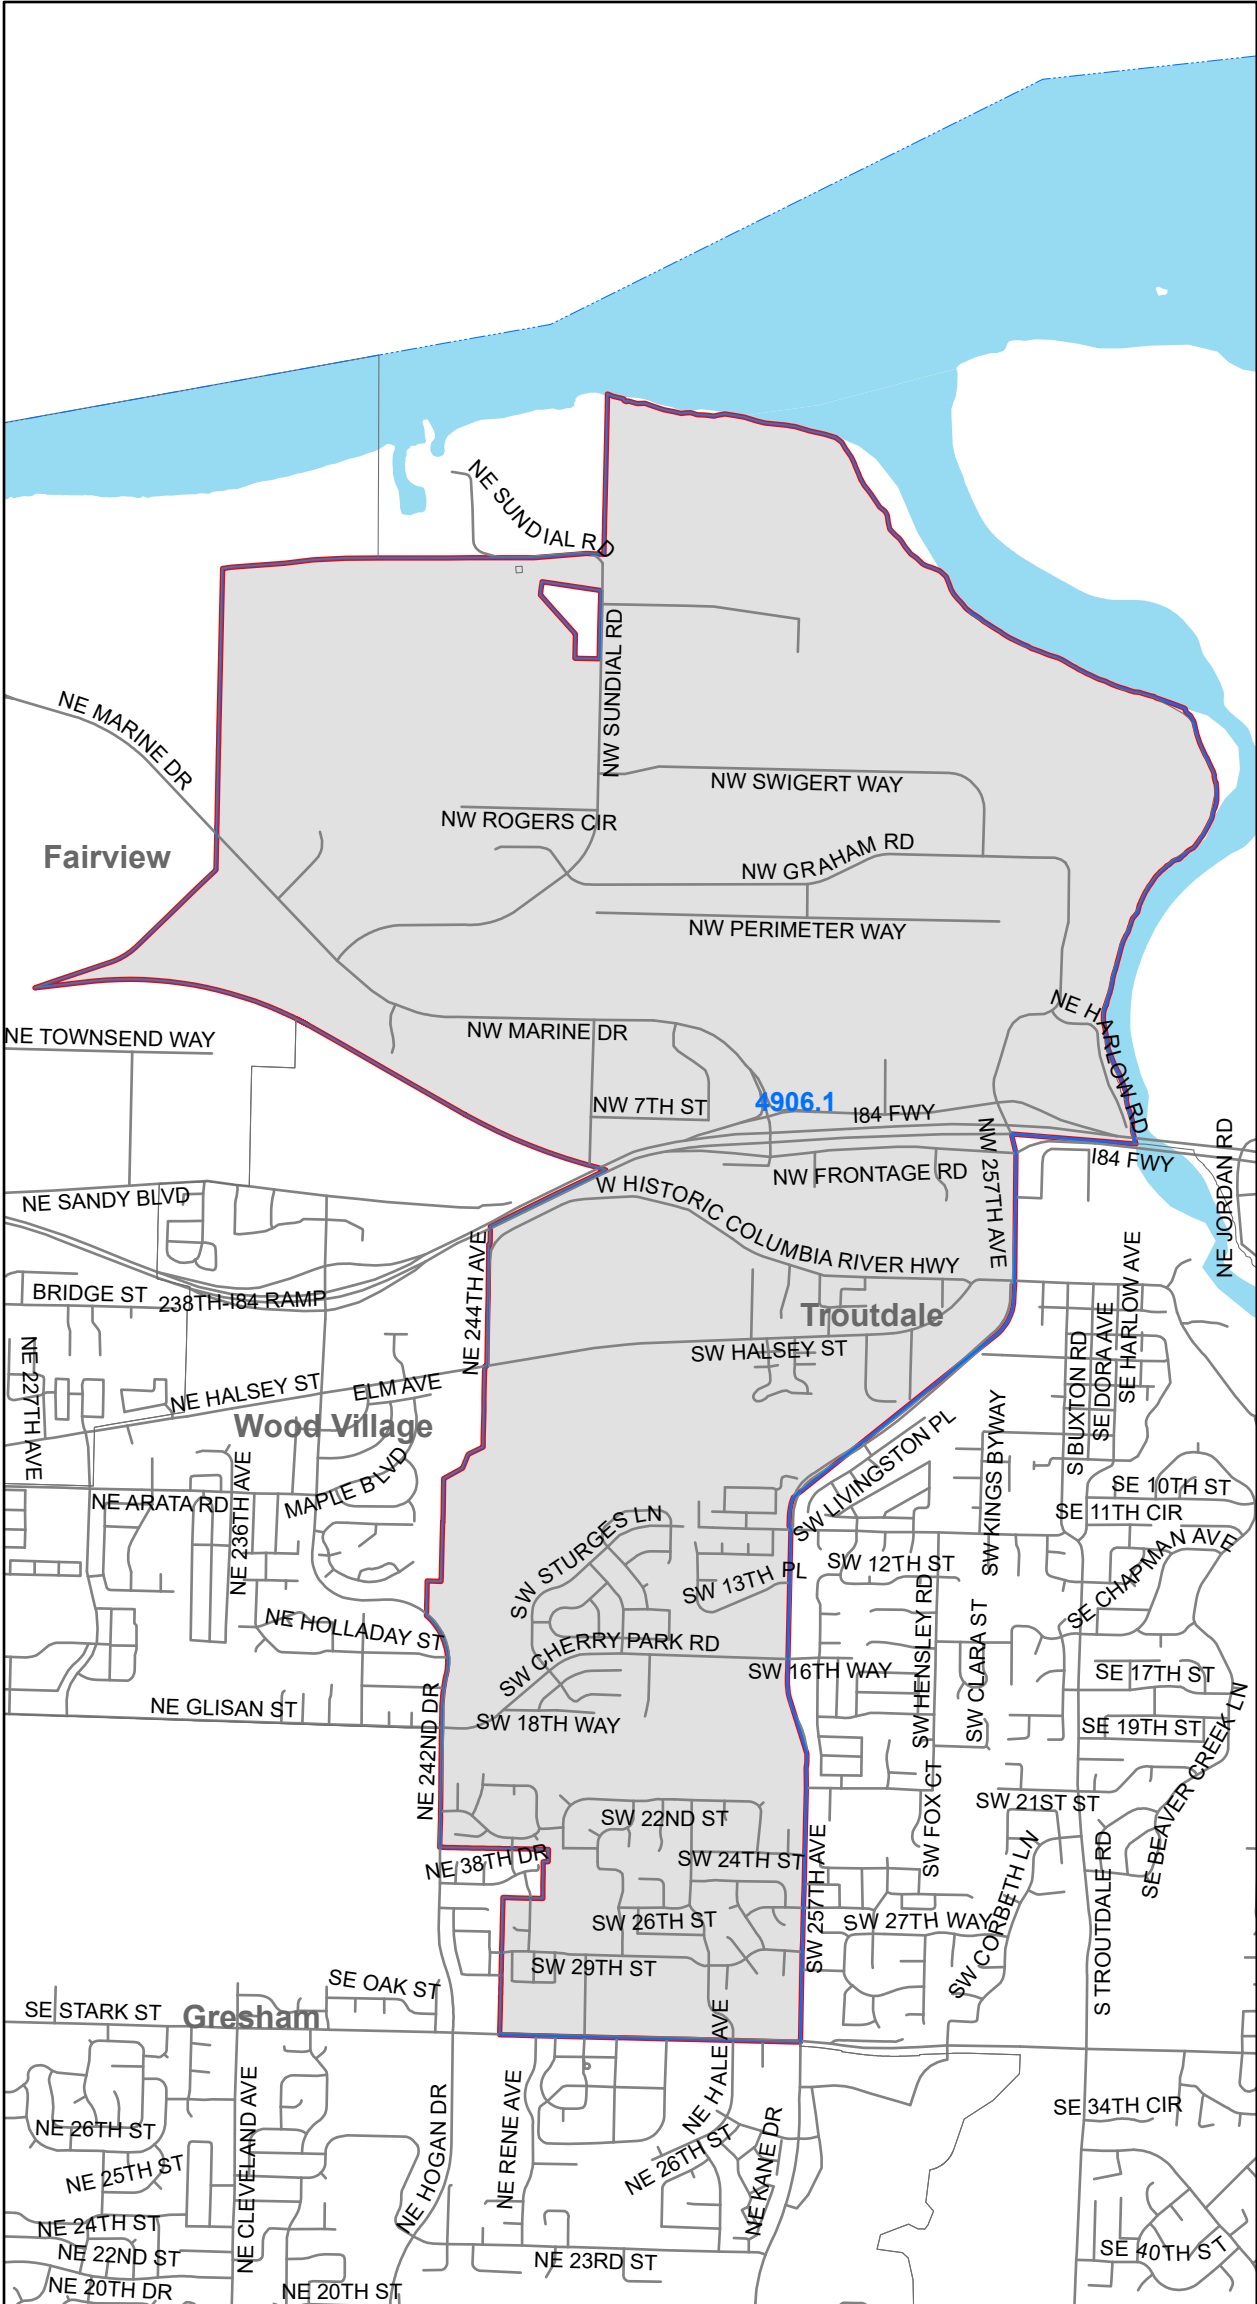 NE SUNDIAL RD
NW SUNDIAL RD
NE MARINE DR
NW SWIGERT WAY
NW ROGERS CIR
Fairview
NW GRAHAM RD
NW PERIMETER WAY
NE HARLOW RD
NE TOWNSEND WAY
NW MARINE DR
4906.1
NW 7TH ST
I84 FWY
NW 257TH AVE
I84 FWY
NW FRONTAGE RD
NE JORDAN RD
NE SANDY BLVD
W HISTORIC COLUMBIA RIVER HWY
NE 244TH AVE
BRIDGE ST
238TH-I84 RAMP
Troutdale
SE HARLOW AVE
SE DORA AVE
S BUXTON RD
NE 227TH AVE
SW HALSEY ST
NE HALSEY ST
ELM AVE
Wood Village
SW LIVINGSTON PL
SW KINGS BYWAY
NE 236TH AVE
MAPLE BLVD
NE ARATA RD
SE 10TH ST
SE 11TH CIR
SE CHAPMAN AVE
SW STURGES LN
SW 13TH PL
SW 12TH ST
SW HENSLEY RD
SW CLARA ST
NE HOLLADAY ST
SW CHERRY PARK RD
SW 16TH WAY
SE 17TH ST
NE GLISAN ST
NE 242ND DR
SW 18TH WAY
SE 19TH ST
SE BEAVER CREEK LN
SW 22ND ST
SW FOX CT
SW 21ST ST
NE 38TH DR
SW 24TH ST
SW 257TH AVE
SW CORBETH LN
S TROUTDALE RD
SW 26TH ST
SW 27TH WAY
SW 29TH ST
SE OAK ST
SE STARK ST
Gresham
NE HALE AVE
NE CLEVELAND AVE
NE HOGAN DR
NE RENE AVE
SE 34TH CIR
NE 26TH ST
NE 26TH ST
NE KANE DR
NE 25TH ST
NE 24TH ST
NE 22ND ST
NE 23RD ST
SE 40TH ST
NE 20TH DR
NE 20TH ST